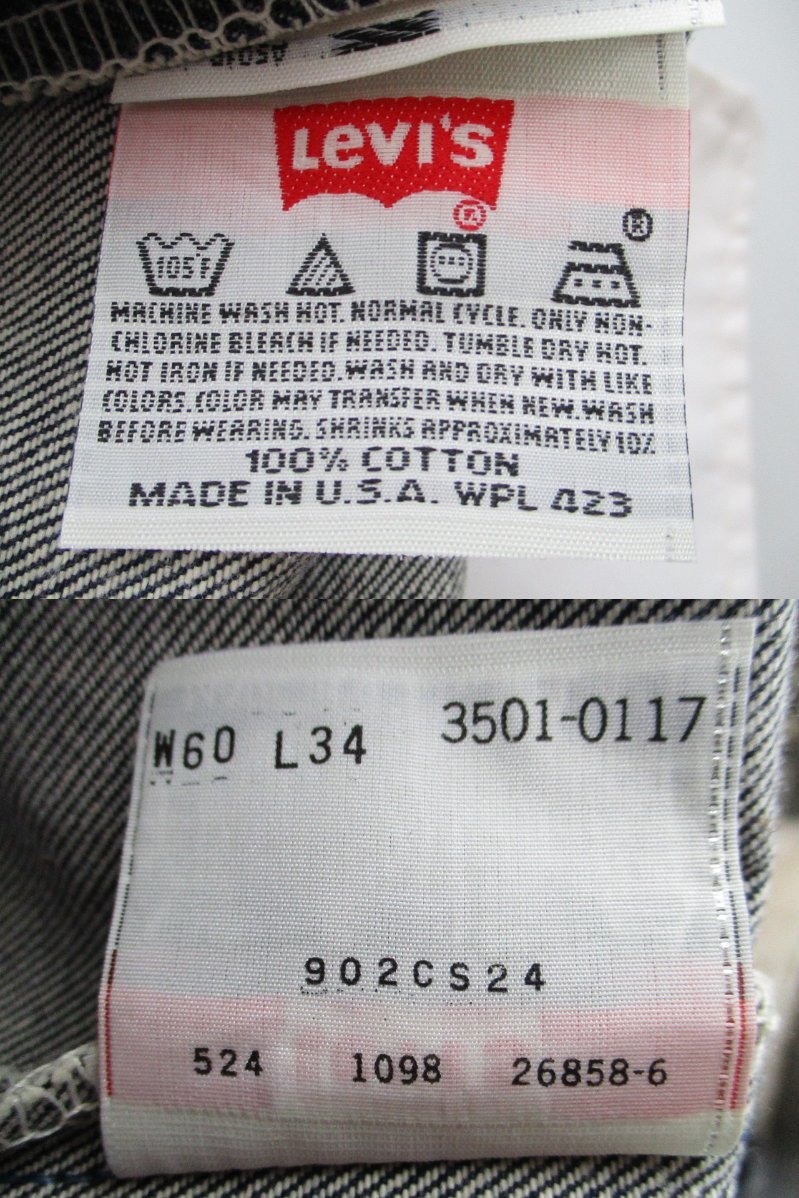 LEVI'S
®
105°F
MACHINE WASH HOT. NORMAL CYCLE. ONLY NON-
CHLORINE BLEACH IF NEEDED. TUMBLE DRY HOT.
HOT IRON IF NEEDED. WASH AND DRY WITH LIKE
COLORS. COLOR MAY TRANSFER WHEN NEW. WASH
BEFORE WEARING. SHRINKS APPROXIMATELY 10%
100% COTTON
MADE IN U.S.A. WPL 423
W60 L34 3501-0117
902CS24
524 1098 26858-6